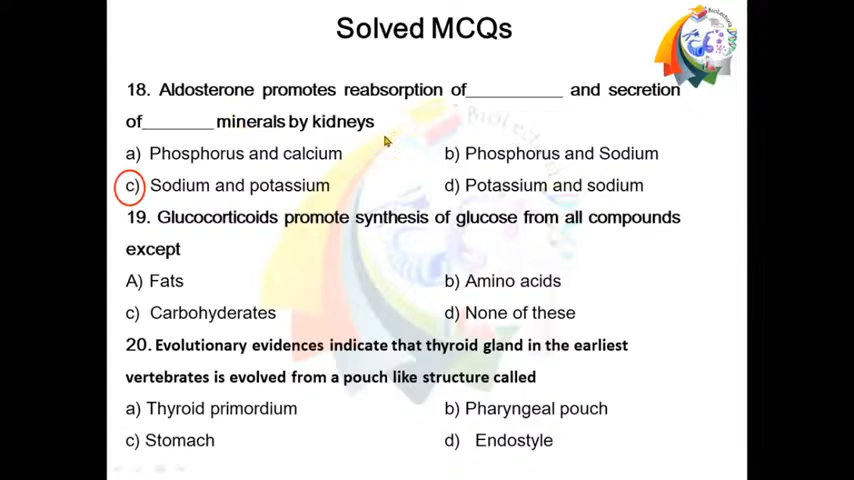 Solved MCQs
BioLectures
18. Aldosterone promotes reabsorption of__________ and secretion
of_______ minerals by kidneys
a) Phosphorus and calcium
b) Phosphorus and Sodium
c) Sodium and potassium
d) Potassium and sodium
19. Glucocorticoids promote synthesis of glucose from all compounds
except
A) Fats
b) Amino acids
c) Carbohyderates
d) None of these
20. Evolutionary evidences indicate that thyroid gland in the earliest
vertebrates is evolved from a pouch like structure called
a) Thyroid primordium
b) Pharyngeal pouch
c) Stomach
d) Endostyle